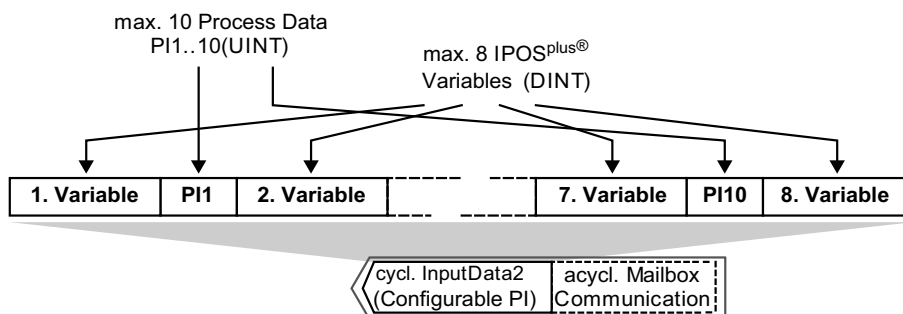 max. 10 Process Data
PI1..10(UINT)
max. 8 IPOSplus®
Variables (DINT)
1. Variable PI1 2. Variable 7. Variable PI10 8. Variable
cycl. InputData2 acycl. Mailbox
(Configurable PI) Communication